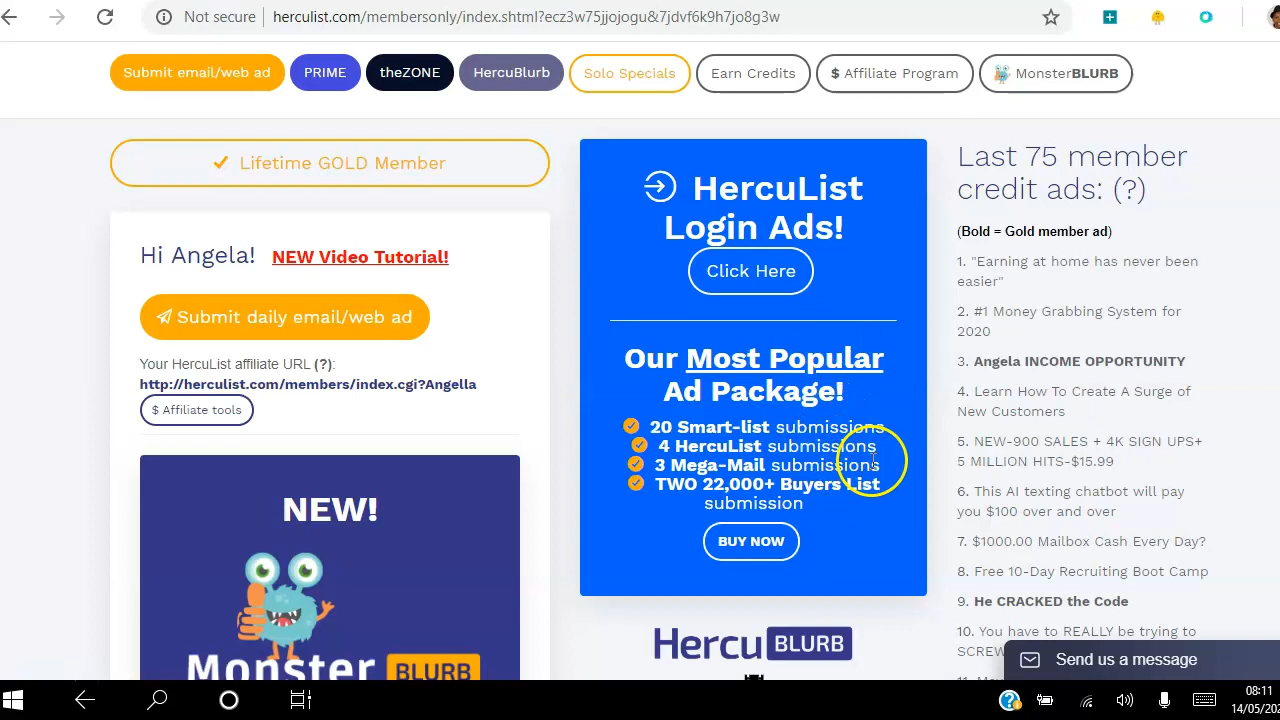 Not secure herculist.com/membersonly/index.html?ecz3w75jjojogu&7jdvf6k9h7jo8g3w
Submit email/web ad PRIME theZONE HercuBlurb Solo Specials Earn Credits $ Affiliate Program MonsterBLURB
Lifetime GOLD Member
Hi Angela! NEW Video Tutorial!
Submit daily email/web ad
Your HercuList affiliate URL (?):
http://herculist.com/members/index.cgi?Angella
$ Affiliate tools
NEW!
Monster BLURB
HercuList
Login Ads!
Click Here
Our Most Popular
Ad Package!
20 Smart-list submissions
4 HercuList submissions
3 Mega-Mail submissions
TWO 22,000+ Buyers List
submission
BUY NOW
Hercu BLURB
Last 75 member
credit ads: (?)
(Bold = Gold member ad)
1. "Earning at home has never been
easier"
2. #1 Money Grabbing System for
2020
3. Angela INCOME OPPORTUNITY
4. Learn How To Create A Surge of
New Customers
5. NEW-900 SALES + 4K SIGN UPS+
5 MILLION HITS-$15.99
6. This AI texting chatbot will pay
you $100 over and over
7. $1000.00 Mailbox Cash Every Day?
8. Free 10-Day Recruiting Boot Camp
9. He CRACKED the Code
10. You have to REALLY be trying to
Send us a message
08:11